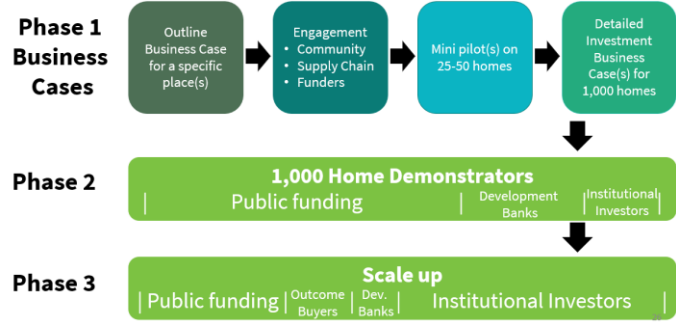 Phase 1
Business
Cases
Outline
Business Case
for a specific
place(s)
Engagement
• Community
• Supply Chain
• Funders
Mini pilot(s) on
25-50 homes
Detailed
Investment
Business
Case(s) for
1,000 homes
Phase 2
1,000 Home Demonstrators
Public funding
Development
Banks
Institutional
Investors
Phase 3
Scale up
Public funding
Outcome
Buyers
Dev.
Banks
Institutional Investors